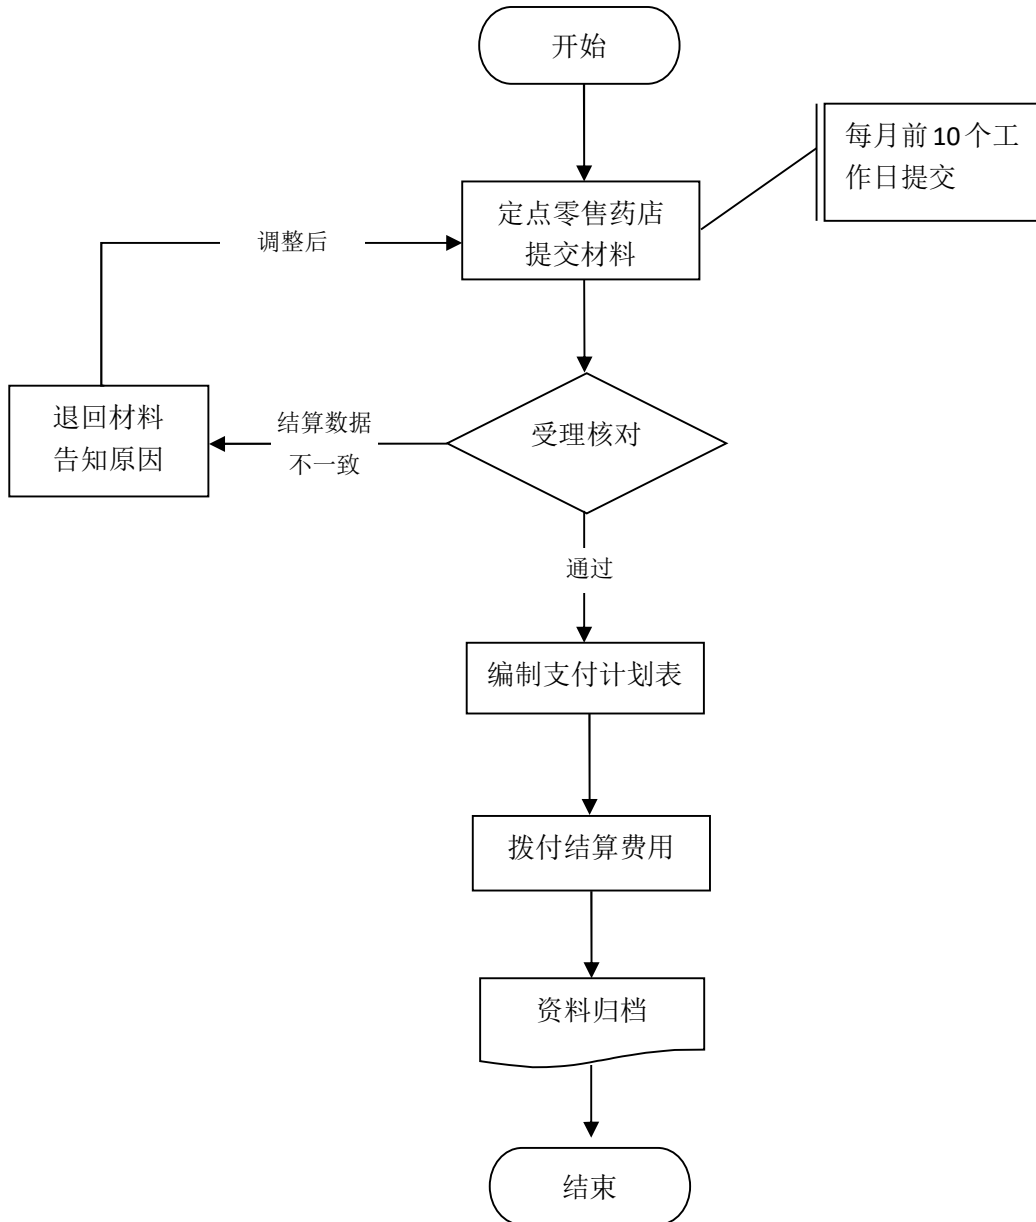 开始
每月前10个工
作日提交
定点零售药店
提交材料
调整后
退回材料
告知原因
结算数据
不一致
受理核对
通过
编制支付计划表
拨付结算费用
资料归档
结束